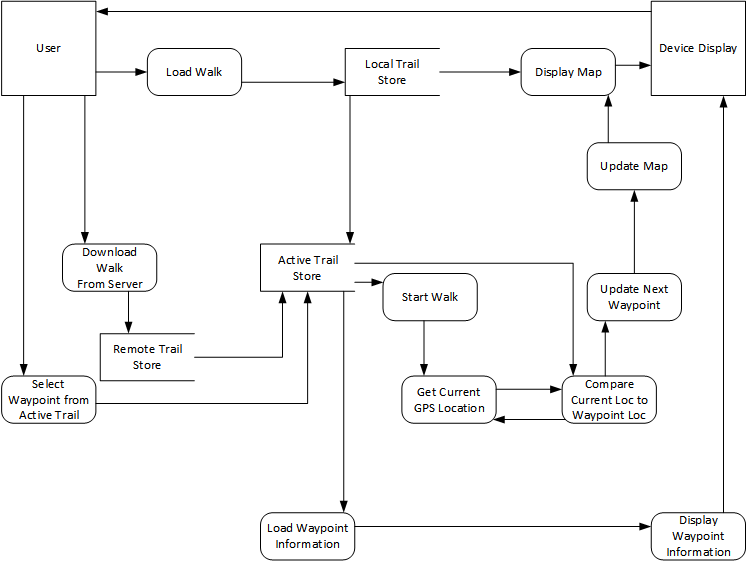 User
Load Walk
Local Trail
Store
Display Map
Device Display
Update Map
Download
Walk
From Server
Active Trail
Store
Start Walk
Update Next
Waypoint
Remote Trail
Store
Select
Waypoint from
Active Trail
Get Current
GPS Location
Compare
Current Loc to
Waypoint Loc
Load Waypoint
Information
Display
Waypoint
Information